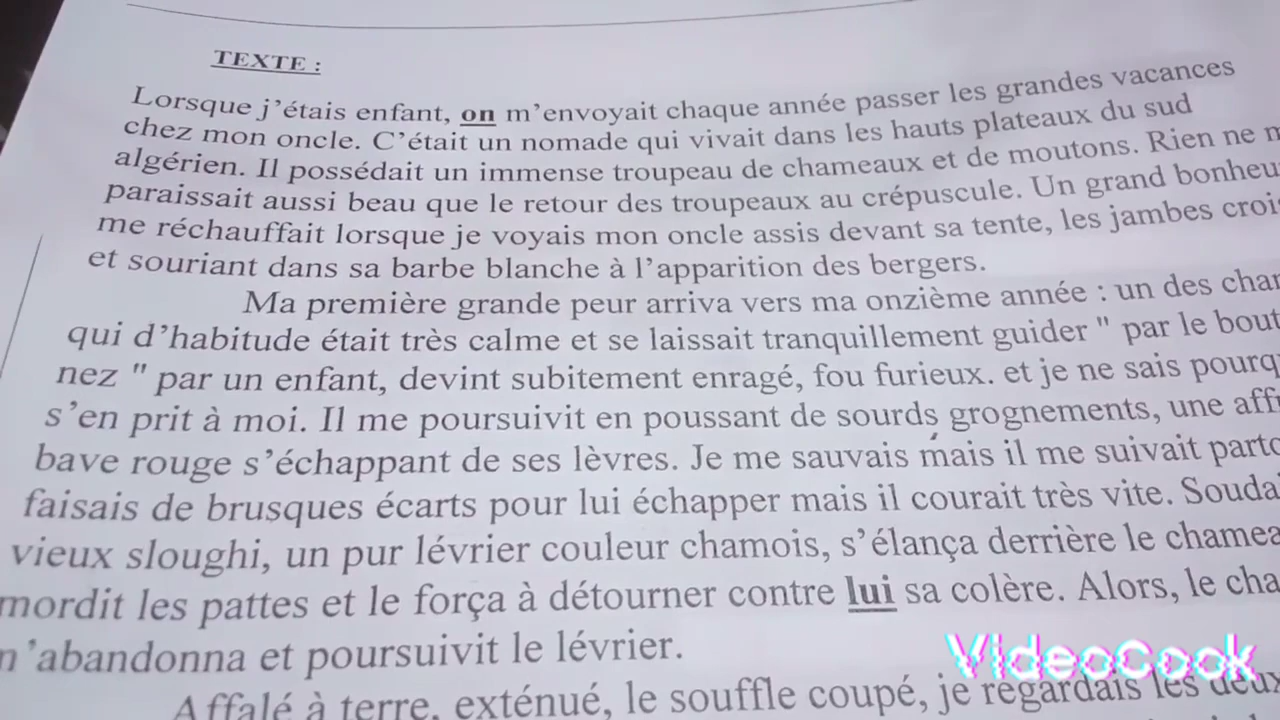 TEXTE :
Lorsque j'étais enfant, on m'envoyait chaque année passer les grandes vacances
chez mon oncle. C'était un nomade qui vivait dans les hauts plateaux du sud
algérien. Il possédait un immense troupeau de chameaux et de moutons. Rien ne
paraissait aussi beau que le retour des troupeaux au crépuscule. Un grand
me réchauffait lorsque je voyais mon oncle assis devant sa tente, les jambes
et souriant dans sa barbe blanche à l'apparition des bergers.
Ma première grande peur arriva vers ma onzième année : un des
qui d'habitude était très calme et se laissait tranquillement guider " par le
nez " par un enfant, devint subitement enragé, fou furieux. et je ne sais
s'en prit à moi. Il me poursuivit en poussant de sourds grognements, une
bave rouge s'échappant de ses lèvres. Je me sauvais mais il me suivait
faisais de brusques écarts pour lui échapper mais il courait très vite.
vieux sloughi, un pur lévrier couleur chamois, s'élança derrière le
mordit les pattes et le força à détourner contre lui sa colère. Alors, le
m'abandonna et poursuivit le lévrier.
Affalé à terre, exténué, le souffle coupé, je regardais les deux
VideoCook